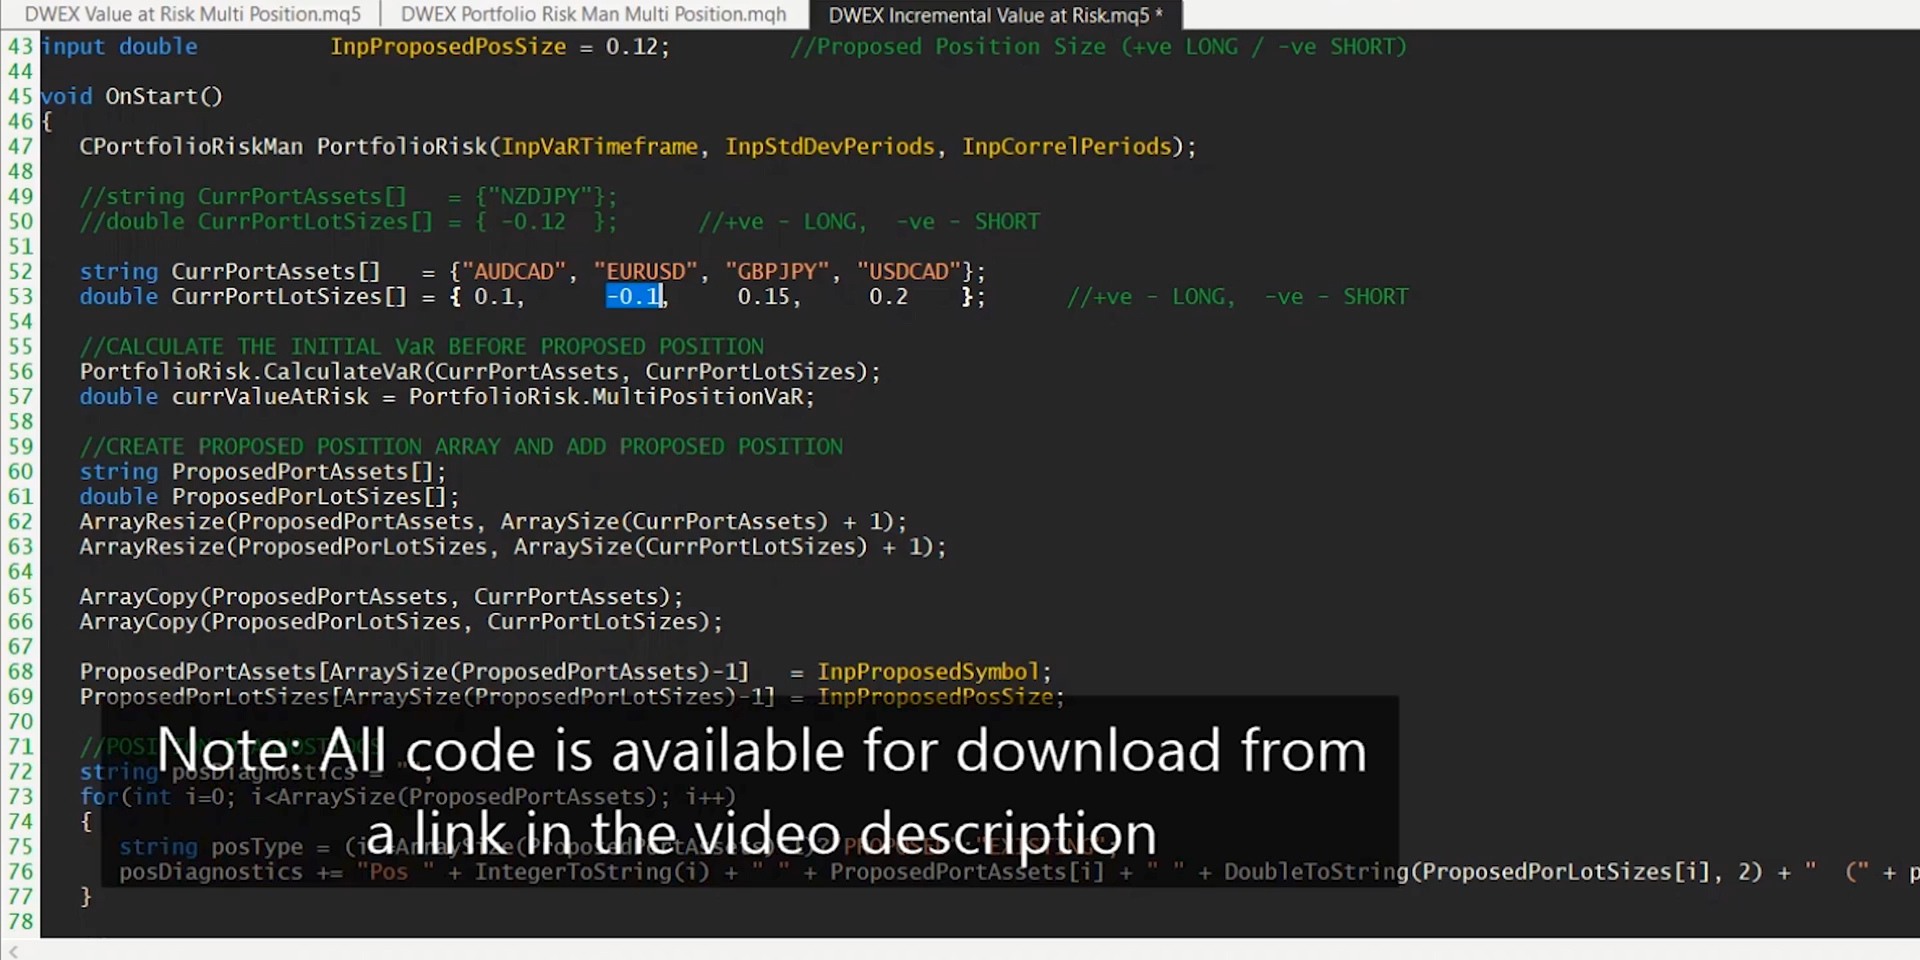 DWEX Value at Risk Multi Position.mq5 DWEX Portfolio Risk Man Multi Position.mqh DWEX Incremental Value at Risk.mq5 *
43 input double InpProposedPosSize = 0.12; //Proposed Position Size (+ve LONG / -ve SHORT)
44
45 void OnStart()
46 {
47 CPortfolioRiskMan PortfolioRisk(InpVaRTimeframe, InpStdDevPeriods, InpCorrelPeriods);
48
49 //string CurrPortAssets[] = {"NZDJPY"};
50 //double CurrPortLotSizes[] = { -0.12 }; //+ve - LONG, -ve - SHORT
51
52 string CurrPortAssets[] = {"AUDCAD", "EURUSD", "GBPJPY", "USDCAD"};
53 double CurrPortLotSizes[] = { 0.1, -0.1, 0.15, 0.2 }; //+ve - LONG, -ve - SHORT
54
55 //CALCULATE THE INITIAL VaR BEFORE PROPOSED POSITION
56 PortfolioRisk.CalculateVaR(CurrPortAssets, CurrPortLotSizes);
57 double currValueAtRisk = PortfolioRisk.MultiPositionVaR;
58
59 //CREATE PROPOSED POSITION ARRAY AND ADD PROPOSED POSITION
60 string ProposedPortAssets[];
61 double ProposedPorLotSizes[];
62 ArrayResize(ProposedPortAssets, ArraySize(CurrPortAssets) + 1);
63 ArrayResize(ProposedPorLotSizes, ArraySize(CurrPortLotSizes) + 1);
64
65 ArrayCopy(ProposedPortAssets, CurrPortAssets);
66 ArrayCopy(ProposedPorLotSizes, CurrPortLotSizes);
67
68 ProposedPortAssets[ArraySize(ProposedPortAssets)-1] = InpProposedSymbol;
69 ProposedPorLotSizes[ArraySize(ProposedPorLotSizes)-1] = InpProposedPosSize;
70
71
72 string posDiagnostics =
73 for(int i=0; i<ArraySize(ProposedPortAssets); i++)
74 {
75 string posType =
76 posDiagnostics += "Pos " + IntegerToString(i) + " " + ProposedPortAssets[i] + " " + DoubleToString(ProposedPorLotSizes[i], 2) + " (" + p
77 }
78
Note: All code is available for download from
a link in the video description